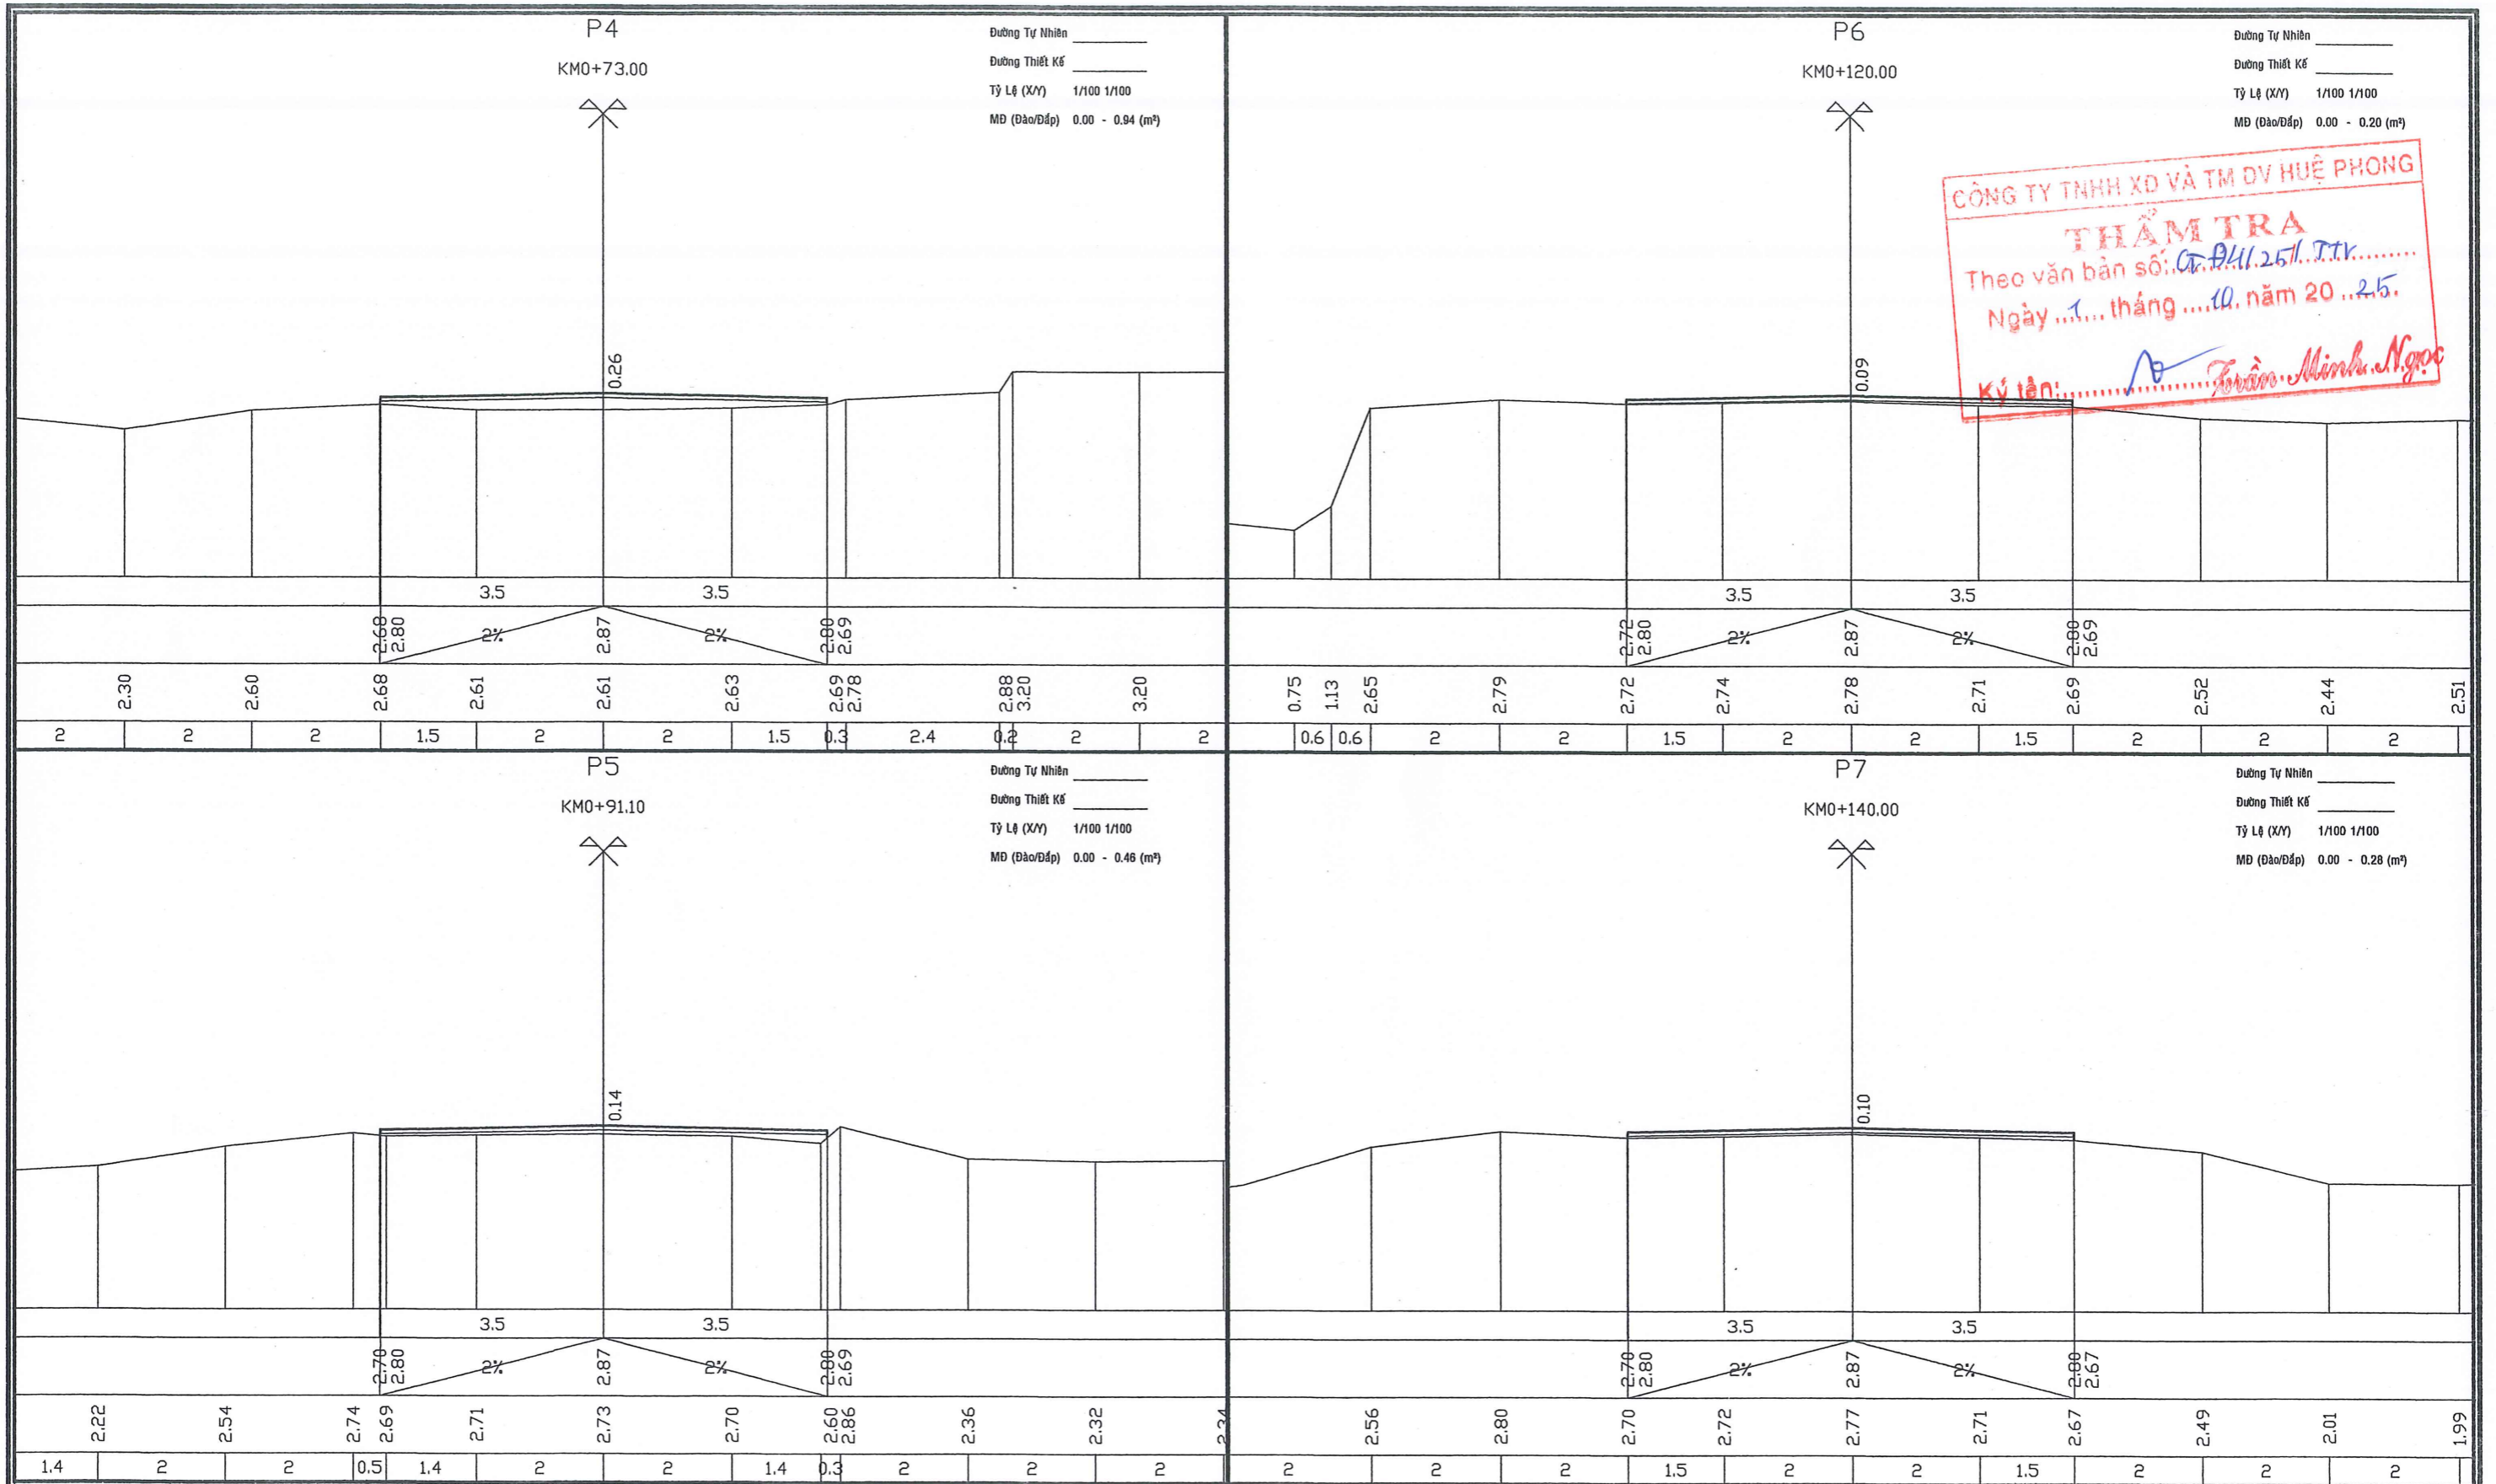 P4
KM0+73.00
Đường Tự Nhiên
Đường Thiết Kế
Tỷ Lệ (X/Y) 1/100 1/100
MĐ (Đào/Đắp) 0.00 - 0.94 (m²)
0.26
3.5 3.5
2.68 2.80 2% 2.87 2% 2.80 2.69
2.30 2.60 2.68 2.61 2.61 2.63 2.69 2.78 2.88 3.20 3.20
2 2 2 1.5 2 2 1.5 0.3 2.4 0.2 2 2
P6
KM0+120.00
Đường Tự Nhiên
Đường Thiết Kế
Tỷ Lệ (X/Y) 1/100 1/100
MĐ (Đào/Đắp) 0.00 - 0.20 (m²)
CÔNG TY TNHH XD VÀ TM DV HUỆ PHONG
THẨM TRA
Theo văn bản số:
Ngày 1 tháng 10 năm 20 25
Ký tên: Trần Minh Ngọc
0.09
3.5 3.5
2.72 2.80 2% 2.87 2% 2.80 2.69
0.75 1.13 2.65 2.79 2.72 2.74 2.78 2.71 2.69 2.52 2.44 2.51
0.6 0.6 2 2 1.5 2 2 1.5 2 2 2
P5
KM0+91.10
Đường Tự Nhiên
Đường Thiết Kế
Tỷ Lệ (X/Y) 1/100 1/100
MĐ (Đào/Đắp) 0.00 - 0.46 (m²)
0.14
3.5 3.5
2.70 2.80 2% 2.87 2% 2.80 2.69
2.22 2.54 2.74 2.69 2.71 2.73 2.70 2.60 2.86 2.36 2.32 2.34
1.4 2 2 0.5 1.4 2 2 1.4 0.3 2 2 2
P7
KM0+140.00
Đường Tự Nhiên
Đường Thiết Kế
Tỷ Lệ (X/Y) 1/100 1/100
MĐ (Đào/Đắp) 0.00 - 0.28 (m²)
0.10
3.5 3.5
2.70 2.80 2% 2.87 2% 2.80 2.67
2.56 2.80 2.70 2.72 2.77 2.71 2.67 2.49 2.01 1.99
2 2 2 1.5 2 2 1.5 2 2 2